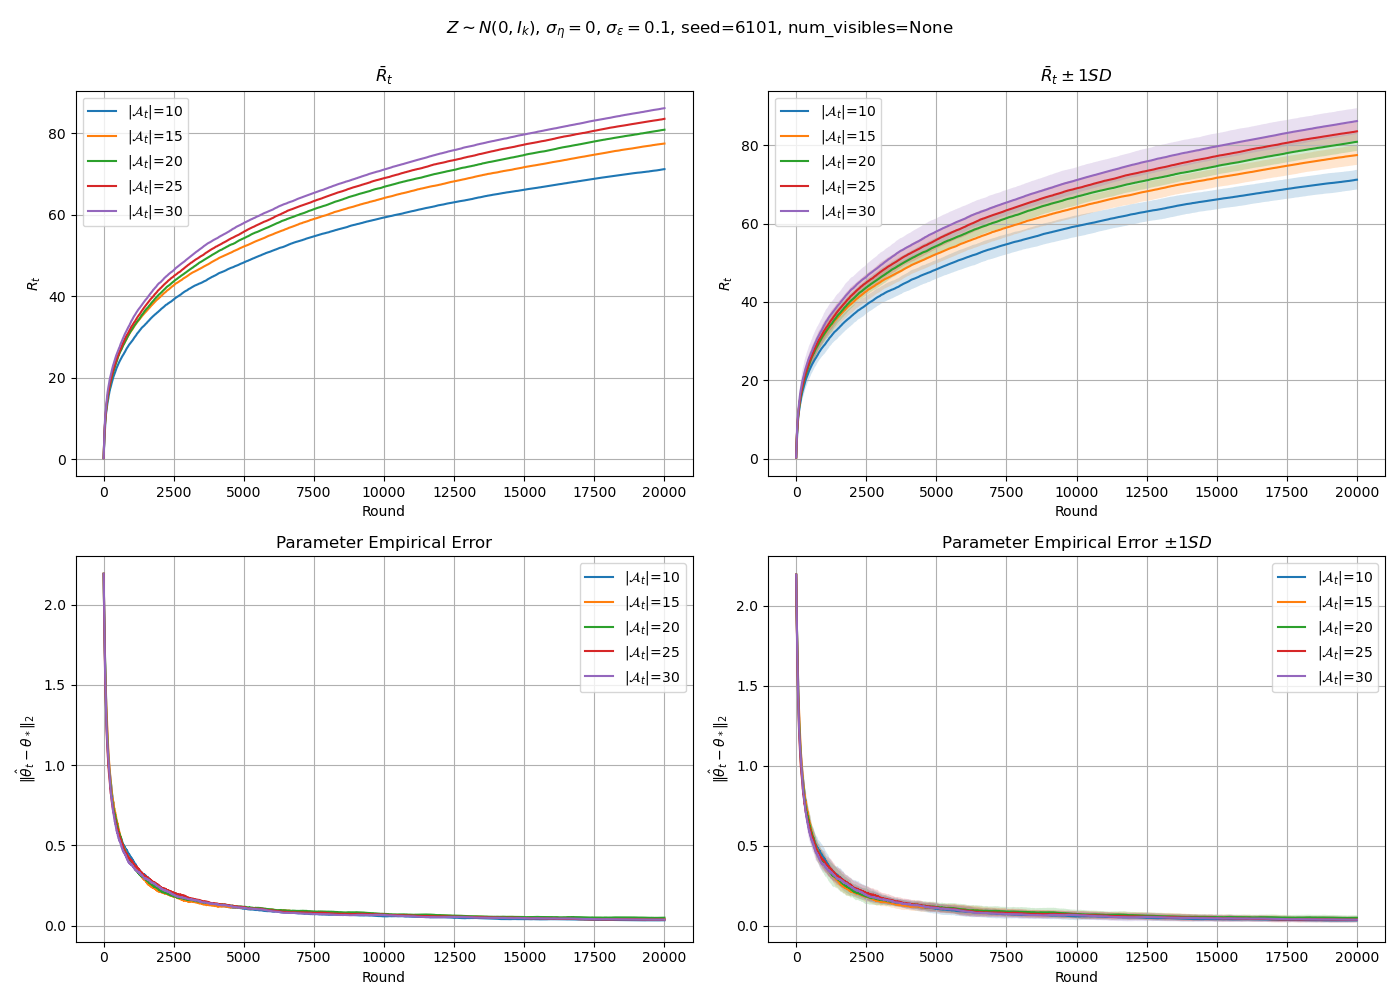 Z ∼ N(0, I_k), σ_η = 0, σ_ε = 0.1, seed=6101, num_visibles=None
R̄_t
R_t
80
60
40
20
0
|𝒜_t|=10
|𝒜_t|=15
|𝒜_t|=20
|𝒜_t|=25
|𝒜_t|=30
0 2500 5000 7500 10000 12500 15000 17500 20000
Round
R̄_t ± 1SD
R_t
80
60
40
20
0
|𝒜_t|=10
|𝒜_t|=15
|𝒜_t|=20
|𝒜_t|=25
|𝒜_t|=30
0 2500 5000 7500 10000 12500 15000 17500 20000
Round
Parameter Empirical Error
‖θ̂_t − θ_*‖_2
2.0
1.5
1.0
0.5
0.0
|𝒜_t|=10
|𝒜_t|=15
|𝒜_t|=20
|𝒜_t|=25
|𝒜_t|=30
0 2500 5000 7500 10000 12500 15000 17500 20000
Round
Parameter Empirical Error ±1SD
‖θ̂_t − θ_*‖_2
2.0
1.5
1.0
0.5
0.0
|𝒜_t|=10
|𝒜_t|=15
|𝒜_t|=20
|𝒜_t|=25
|𝒜_t|=30
0 2500 5000 7500 10000 12500 15000 17500 20000
Round